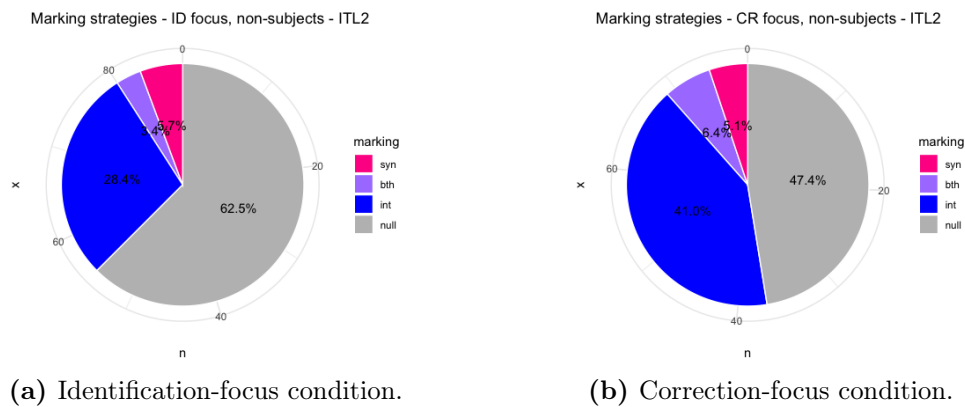 Marking strategies - ID focus, non-subjects - ITL2
0
80
5.7%
3.4%
28.4%
62.5%
20
60
40
x
n
marking
syn
bth
int
null
(a) Identification-focus condition.
Marking strategies - CR focus, non-subjects - ITL2
0
5.1%
6.4%
60
47.4%
20
41.0%
40
x
n
marking
syn
bth
int
null
(b) Correction-focus condition.